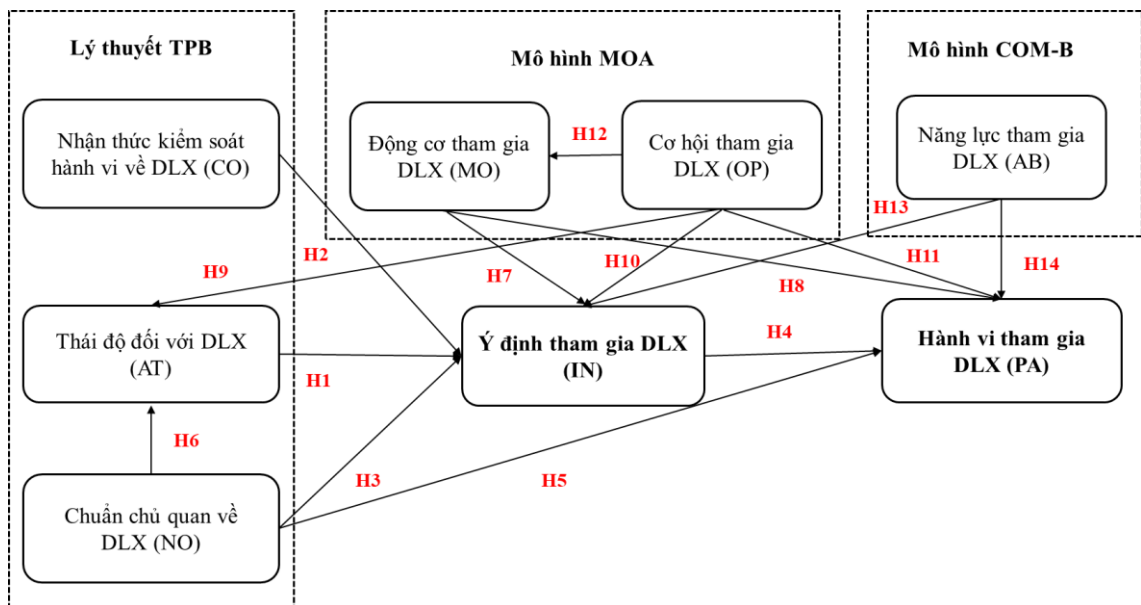 Lý thuyết TPB
Mô hình MOA
Mô hình COM-B
Nhận thức kiểm soát
hành vi về DLX (CO)
Động cơ tham gia
DLX (MO)
H12
Cơ hội tham gia
DLX (OP)
Năng lực tham gia
DLX (AB)
H13
H2
H9
H7
H10
H8
H11
H14
Thái độ đối với DLX
(AT)
H1
Ý định tham gia DLX
(IN)
H4
Hành vi tham gia
DLX (PA)
H6
H3
H5
Chuẩn chủ quan về
DLX (NO)